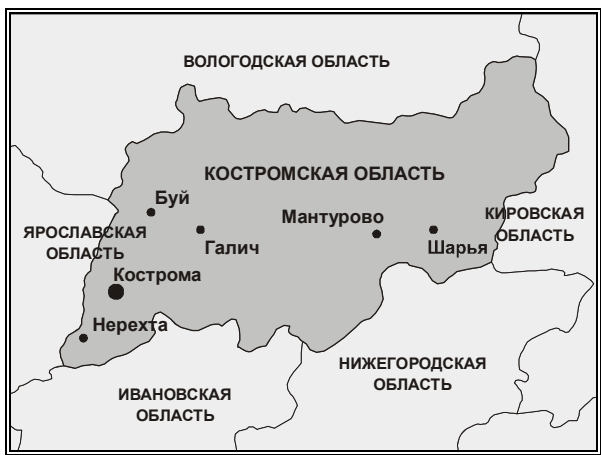 ВОЛОГОДСКАЯ ОБЛАСТЬ
КОСТРОМСКАЯ ОБЛАСТЬ
Буй
Мантурово
КИРОВСКАЯ
ОБЛАСТЬ
ЯРОСЛАВСКАЯ
ОБЛАСТЬ
Галич
Шарья
Кострома
Нерехта
НИЖЕГОРОДСКАЯ
ОБЛАСТЬ
ИВАНОВСКАЯ
ОБЛАСТЬ